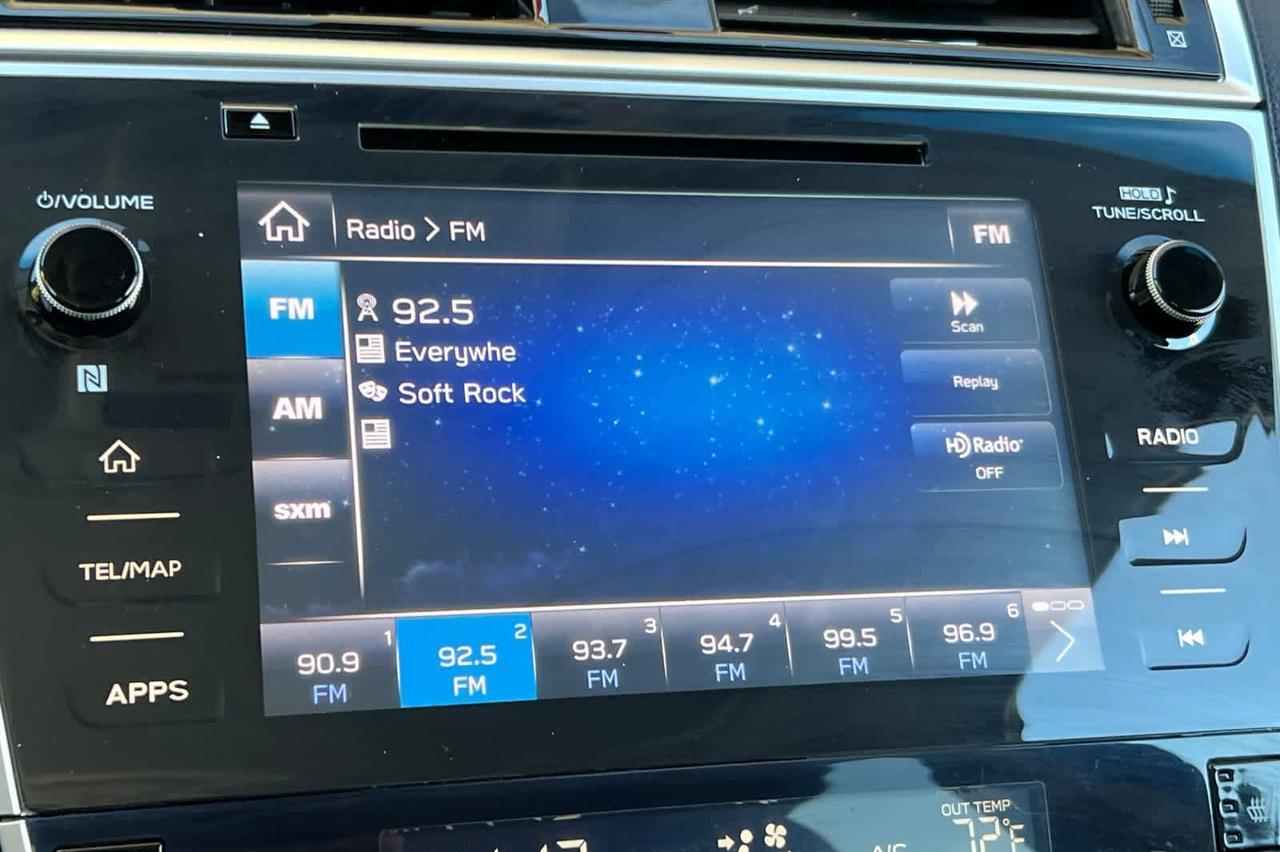 VOLUME
HOLD
TUNE/SCROLL
Radio > FM
FM
FM
AM
sxm
92.5
Everywhe
Soft Rock
Scan
Replay
HD Radio
OFF
TEL/MAP
APPS
RADIO
1
90.9
FM
2
92.5
FM
3
93.7
FM
4
94.7
FM
5
99.5
FM
6
96.9
FM
OUT TEMP
72°F
A/C